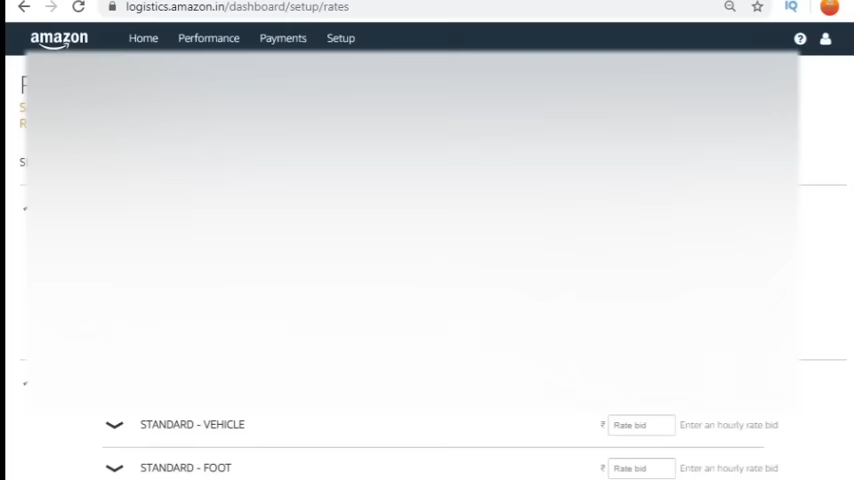 logistics.amazon.in/dashboard/setup/rates
IQ
amazon Home Performance Payments Setup
STANDARD - VEHICLE ₹ Rate bid Enter an hourly rate bid
STANDARD - FOOT ₹ Rate bid Enter an hourly rate bid